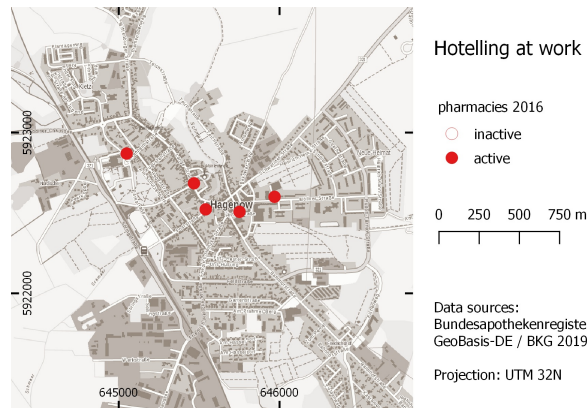 Hotelling at work
pharmacies 2016
inactive
active
0 250 500 750 m
Data sources:
Bundesapothekenregiste
GeoBasis-DE / BKG 2019
Projection: UTM 32N
5923000
5922000
645000
646000
Kietz
Hagenow